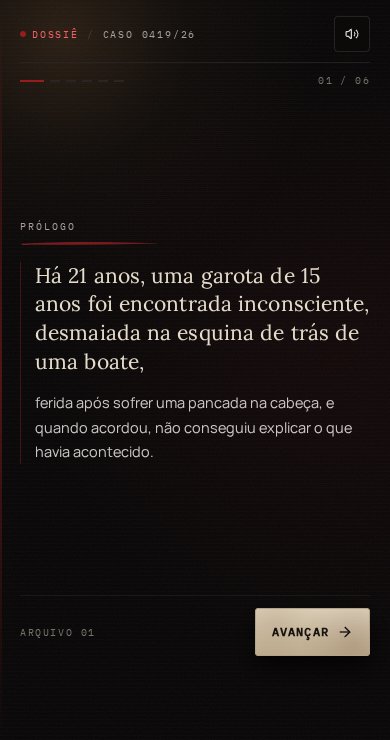 DOSSIÊ / CASO 0419/26
01 / 06
PRÓLOGO
Há 21 anos, uma garota de 15
anos foi encontrada inconsciente,
desmaiada na esquina de trás de
uma boate,
ferida após sofrer uma pancada na cabeça, e
quando acordou, não conseguiu explicar o que
havia acontecido.
ARQUIVO 01
AVANÇAR →